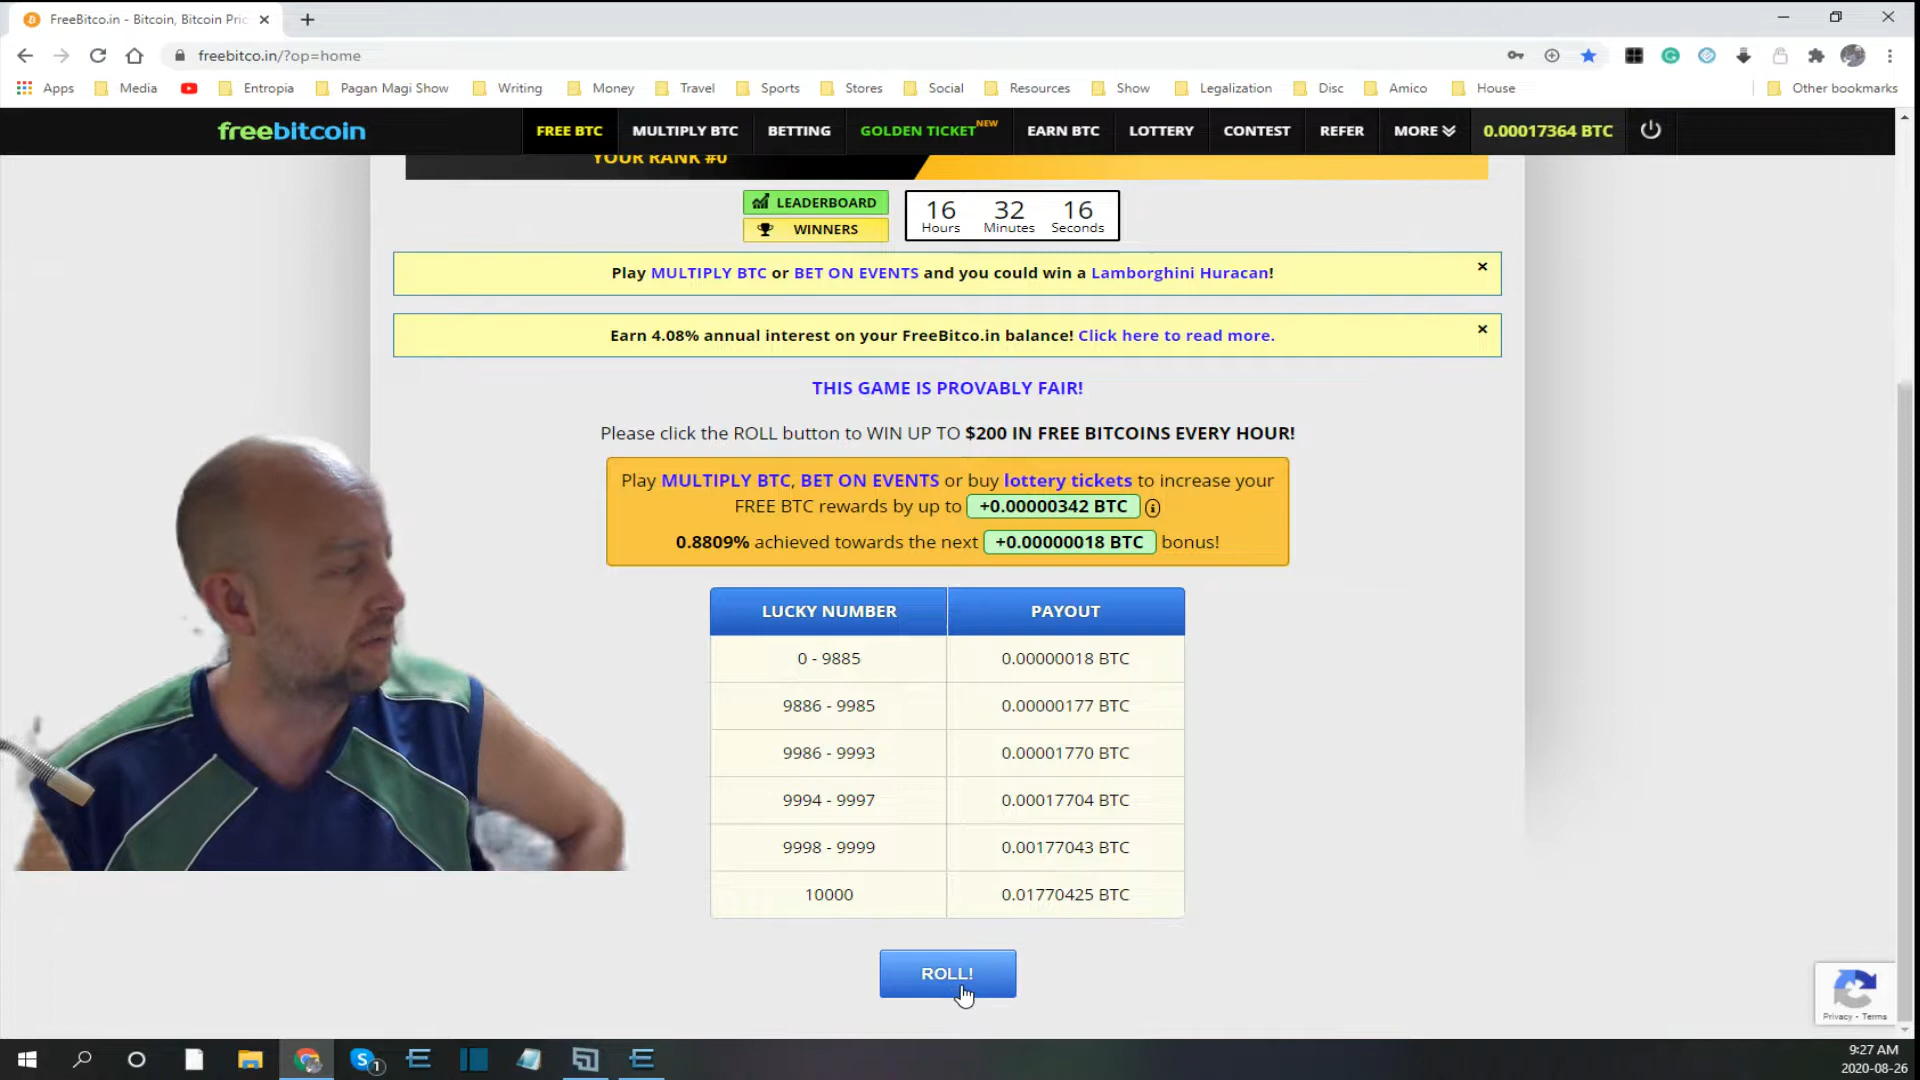 FreeBitco.in - Bitcoin, Bitcoin Pric
freebitco.in/?op=home
Apps Media Entropia Pagan Magi Show Writing Money Travel Sports Stores Social Resources Show Legalization Disc Amico House Other bookmarks
freebitcoin FREE BTC MULTIPLY BTC BETTING GOLDEN TICKET NEW EARN BTC LOTTERY CONTEST REFER MORE 0.00017364 BTC
YOUR RANK #0
LEADERBOARD
WINNERS
16 32 16
Hours Minutes Seconds
Play MULTIPLY BTC or BET ON EVENTS and you could win a Lamborghini Huracan!
Earn 4.08% annual interest on your FreeBitco.in balance! Click here to read more.
THIS GAME IS PROVABLY FAIR!
Please click the ROLL button to WIN UP TO $200 IN FREE BITCOINS EVERY HOUR!
Play MULTIPLY BTC, BET ON EVENTS or buy lottery tickets to increase your
FREE BTC rewards by up to +0.00000342 BTC
0.8809% achieved towards the next +0.00000018 BTC bonus!
LUCKY NUMBER PAYOUT
0 - 9885 0.00000018 BTC
9886 - 9985 0.00000177 BTC
9986 - 9993 0.00001770 BTC
9994 - 9997 0.00017704 BTC
9998 - 9999 0.00177043 BTC
10000 0.01770425 BTC
ROLL!
Privacy - Terms
1
9:27 AM
2020-08-26